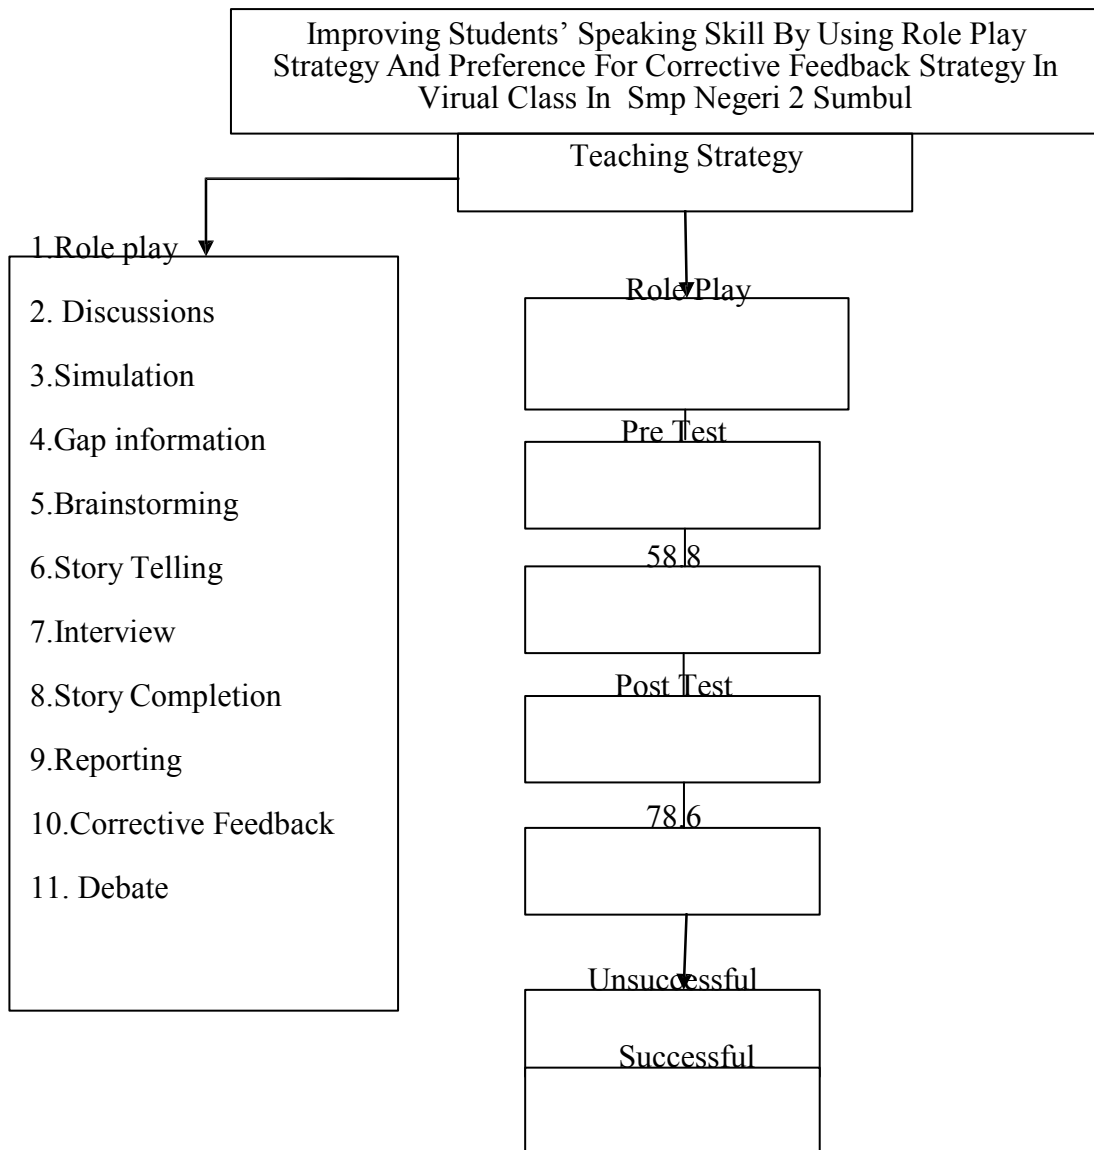 Improving Students’ Speaking Skill By Using Role Play
Strategy And Preference For Corrective Feedback Strategy In
Virual Class In Smp Negeri 2 Sumbul
Teaching Strategy
1.Role play
2. Discussions
3.Simulation
4.Gap information
5.Brainstorming
6.Story Telling
7.Interview
8.Story Completion
9.Reporting
10.Corrective Feedback
11. Debate
Role Play
Pre Test
58.8
Post Test
78.6
Unsuccessful
Successful